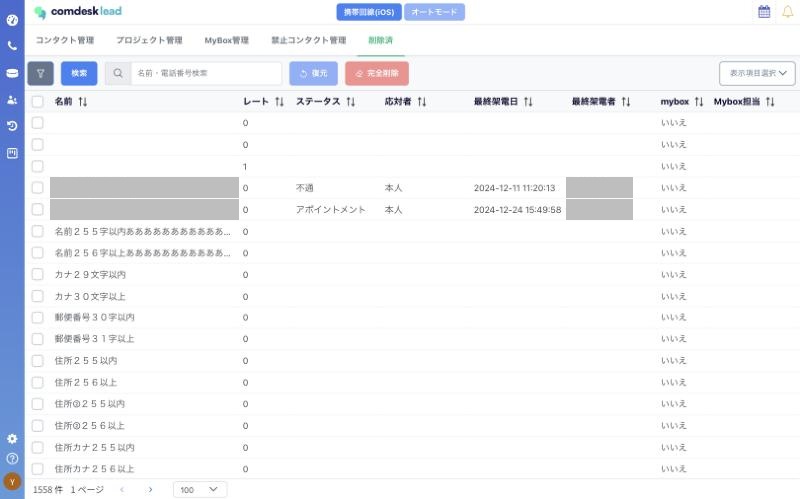 comdesk lead 携帯回線(iOS) オートモード
コンタクト管理 プロジェクト管理 MyBox管理 禁止コンタクト管理 削除済
検索 名前・電話番号検索 復元 完全削除 表示項目選択
名前 レート ステータス 応対者 最終架電日 最終架電者 mybox Mybox担当
0 いいえ
0 いいえ
1 いいえ
0 不通 本人 2024-12-11 11:20:13 いいえ
0 アポイントメント 本人 2024-12-24 15:49:58 いいえ
名前２５５字以内ああああああああああああ... 0 いいえ
名前２５６字以上ああああああああああああ... 0 いいえ
カナ２９文字以内 0 いいえ
カナ３０文字以上 0 いいえ
郵便番号３０字以内 0 いいえ
郵便番号３１字以上 0 いいえ
住所２５５以内 0 いいえ
住所２５６以上 0 いいえ
住所②２５５以内 0 いいえ
住所②２５６以上 0 いいえ
住所カナ２５５以内 0 いいえ
住所カナ２５６以上 0 いいえ
Y 1558 件 1 ページ 100